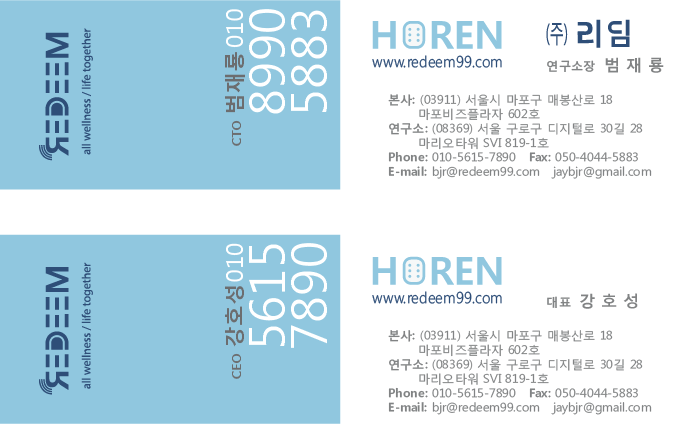 REDEEM
all wellness / life together
CTO 범재룡 010
8990
5883
HOREN
www.redeem99.com
㈜ 리딤
연구소장 범 재 룡
본사: (03911) 서울시 마포구 매봉산로 18
마포비즈플라자 602호
연구소: (08369) 서울 구로구 디지털로 30길 28
마리오타워 SVI 819-1호
Phone: 010-5615-7890 Fax: 050-4044-5883
E-mail: bjr@redeem99.com jaybjr@gmail.com
REDEEM
all wellness / life together
CEO 강호성 010
5615
7890
HOREN
www.redeem99.com
대표 강 호 성
본사: (03911) 서울시 마포구 매봉산로 18
마포비즈플라자 602호
연구소: (08369) 서울 구로구 디지털로 30길 28
마리오타워 SVI 819-1호
Phone: 010-5615-7890 Fax: 050-4044-5883
E-mail: bjr@redeem99.com jaybjr@gmail.com